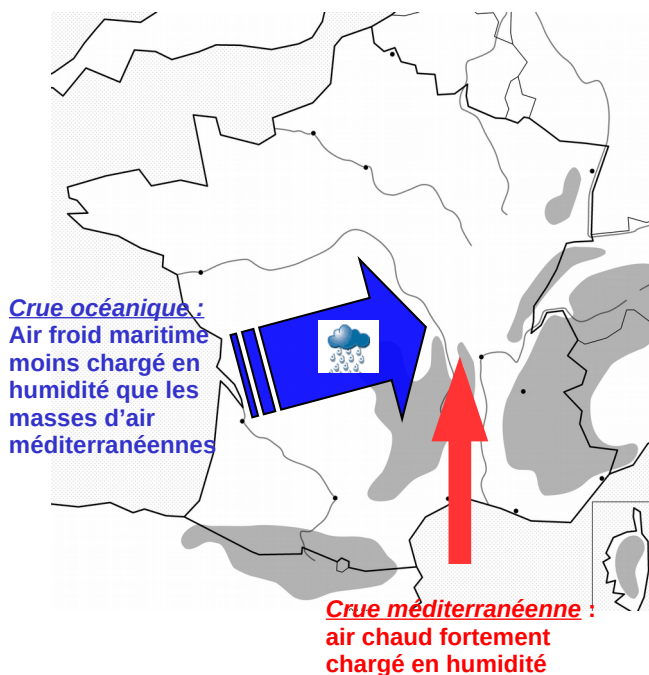 Crue océanique :
Air froid maritime
moins chargé en
humidité que les
masses d'air
méditerranéennes
Crue méditerranéenne :
air chaud fortement
chargé en humidité